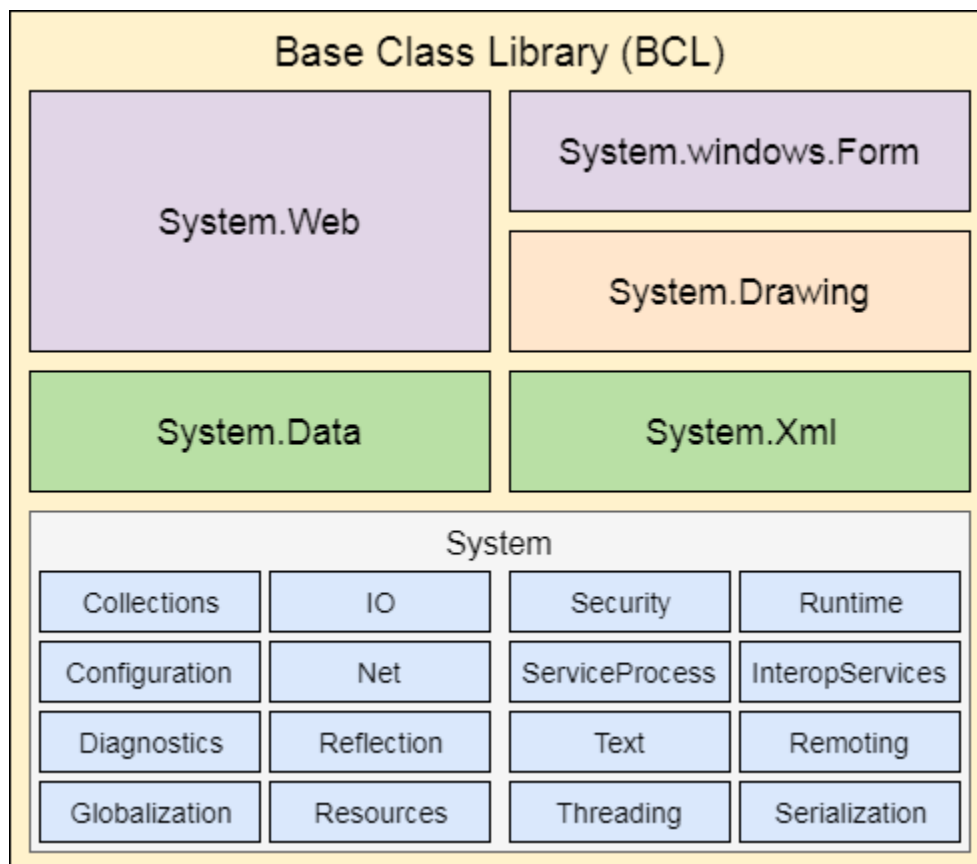 Base Class Library (BCL)
System.Web
System.windows.Form
System.Drawing
System.Data
System.Xml
System
Collections
IO
Security
Runtime
Configuration
Net
ServiceProcess
InteropServices
Diagnostics
Reflection
Text
Remoting
Globalization
Resources
Threading
Serialization